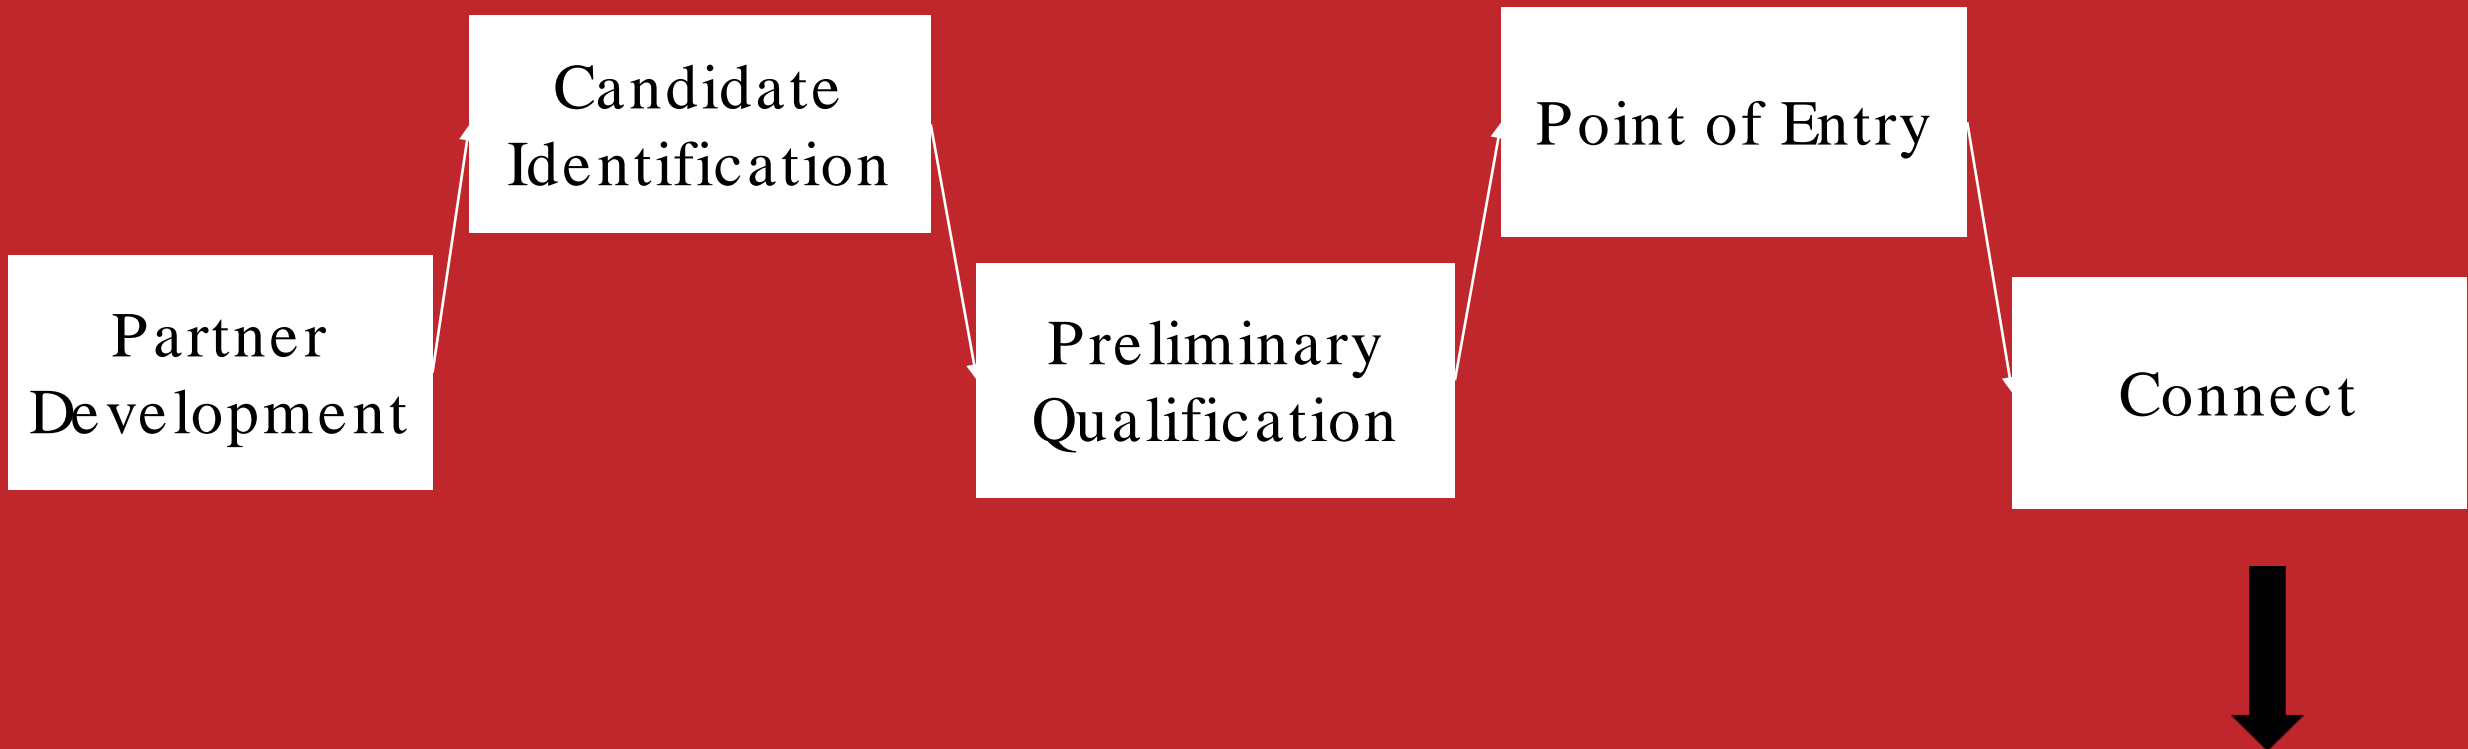 Partner
Development
Candidate
Identification
Preliminary
Qualification
Point of Entry
Connect